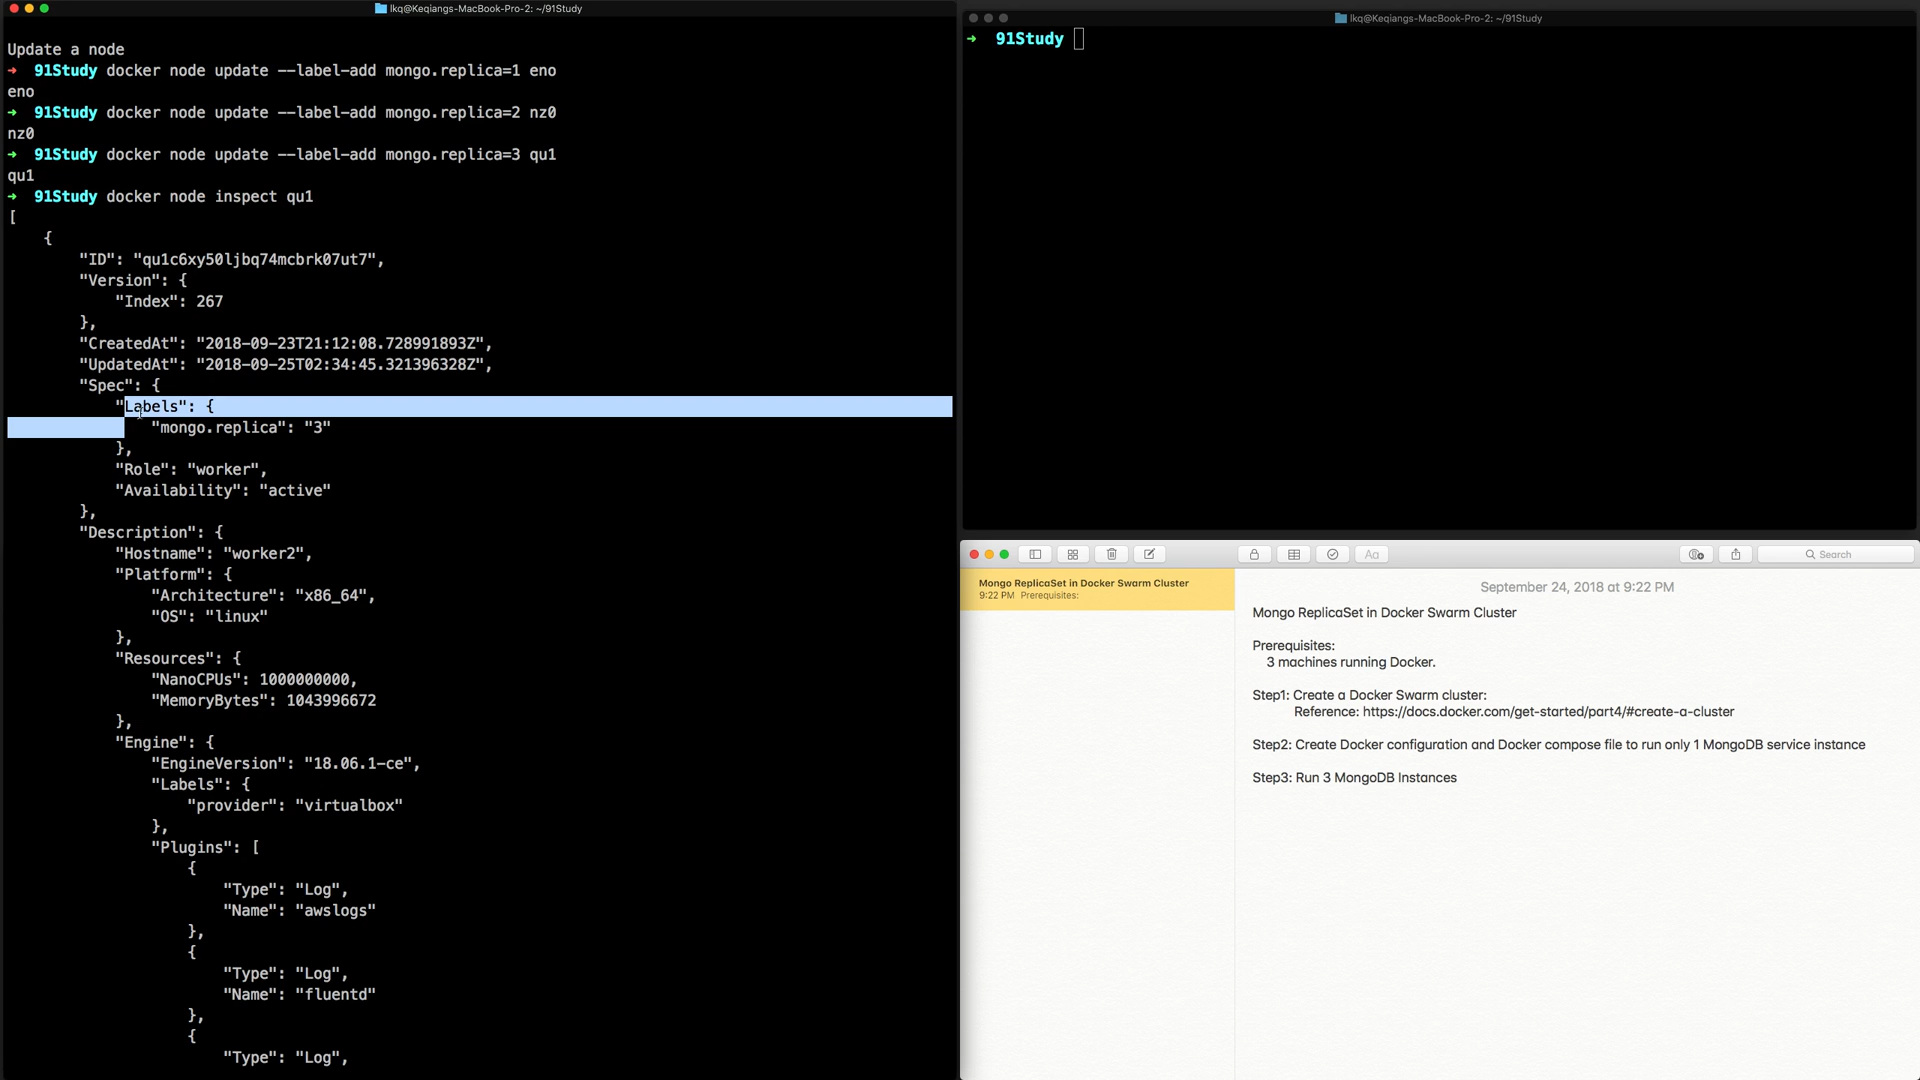 lkq@Keqiangs-MacBook-Pro-2: ~/91Study
Update a node
➜  91Study docker node update --label-add mongo.replica=1 eno
eno
➜  91Study docker node update --label-add mongo.replica=2 nz0
nz0
➜  91Study docker node update --label-add mongo.replica=3 qu1
qu1
➜  91Study docker node inspect qu1
[
    {
        "ID": "qu1c6xy50ljbq74mcbrk07ut7",
        "Version": {
            "Index": 267
        },
        "CreatedAt": "2018-09-23T21:12:08.728991893Z",
        "UpdatedAt": "2018-09-25T02:34:45.321396328Z",
        "Spec": {
            "Labels": {
                "mongo.replica": "3"
            },
            "Role": "worker",
            "Availability": "active"
        },
        "Description": {
            "Hostname": "worker2",
            "Platform": {
                "Architecture": "x86_64",
                "OS": "linux"
            },
            "Resources": {
                "NanoCPUs": 1000000000,
                "MemoryBytes": 1043996672
            },
            "Engine": {
                "EngineVersion": "18.06.1-ce",
                "Labels": {
                    "provider": "virtualbox"
                },
                "Plugins": [
                    {
                        "Type": "Log",
                        "Name": "awslogs"
                    },
                    {
                        "Type": "Log",
                        "Name": "fluentd"
                    },
                    {
                        "Type": "Log",
lkq@Keqiangs-MacBook-Pro-2: ~/91Study
➜  91Study
Aa
Search
Mongo ReplicaSet in Docker Swarm Cluster
9:22 PM Prerequisites:
September 24, 2018 at 9:22 PM
Mongo ReplicaSet in Docker Swarm Cluster
Prerequisites:
3 machines running Docker.
Step1: Create a Docker Swarm cluster:
Reference: https://docs.docker.com/get-started/part4/#create-a-cluster
Step2: Create Docker configuration and Docker compose file to run only 1 MongoDB service instance
Step3: Run 3 MongoDB Instances